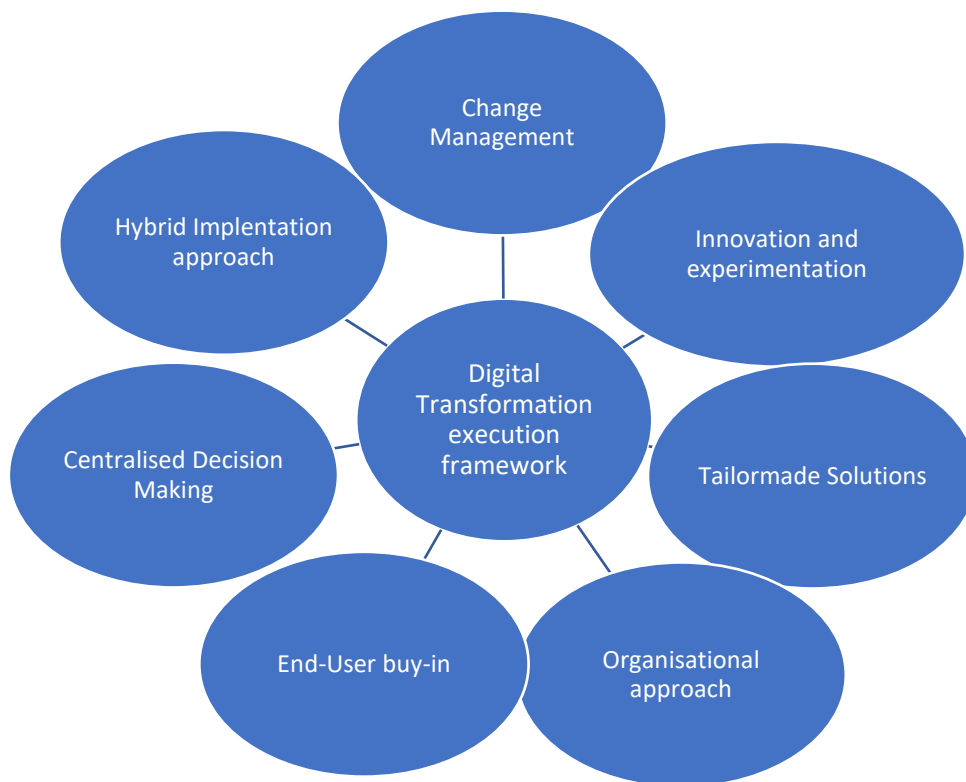 Change
Management
Hybrid Implentation
approach
Innovation and
experimentation
Digital
Transformation
execution
framework
Centralised Decision
Making
Tailormade Solutions
End-User buy-in
Organisational
approach